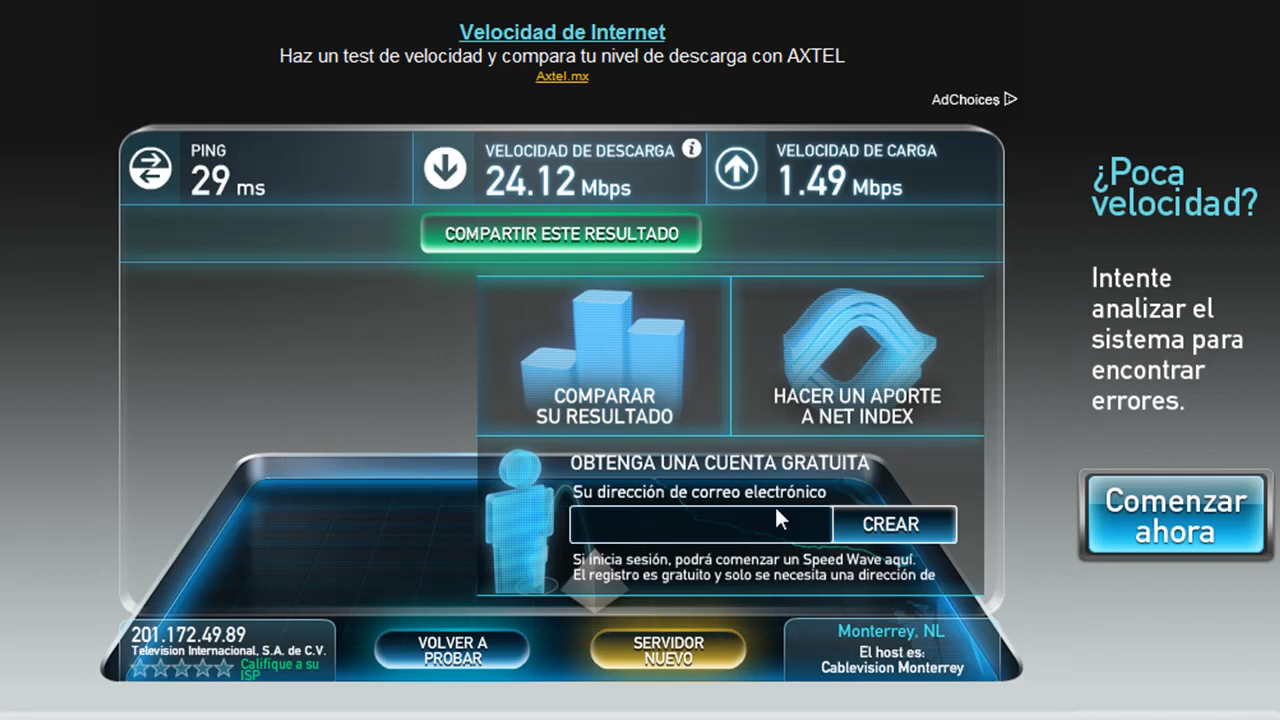 Velocidad de Internet
Haz un test de velocidad y compara tu nivel de descarga con AXTEL
Axtel.mx
AdChoices
PING
29 ms
VELOCIDAD DE DESCARGA
24.12 Mbps
VELOCIDAD DE CARGA
1.49 Mbps
COMPARTIR ESTE RESULTADO
¿Poca
velocidad?
Intente
analizar el
sistema para
encontrar
errores.
Comenzar
ahora
COMPARAR
SU RESULTADO
HACER UN APORTE
A NET INDEX
OBTENGA UNA CUENTA GRATUITA
Su dirección de correo electrónico
CREAR
Si inicia sesión, podrá comenzar un Speed Wave aquí.
El registro es gratuito y solo se necesita una dirección de
201.172.49.89
Television Internacional, S.A. de C.V.
Califique a su
ISP
VOLVER A
PROBAR
SERVIDOR
NUEVO
Monterrey, NL
El host es:
Cablevision Monterrey